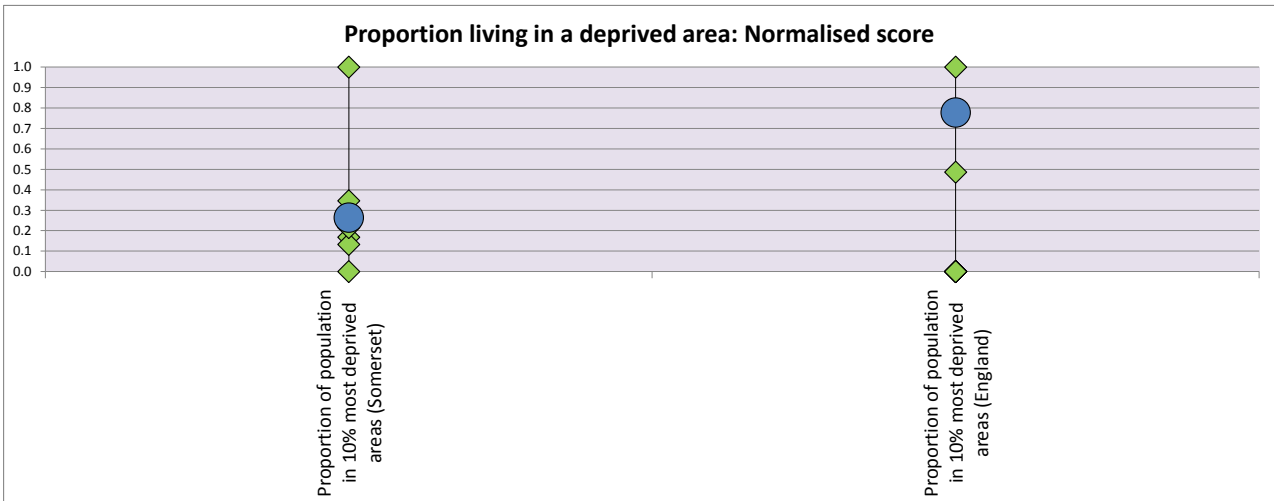 Proportion living in a deprived area: Normalised score
1.0
0.9
0.8
0.7
0.6
0.5
0.4
0.3
0.2
0.1
0.0
Proportion of population
in 10% most deprived
areas (Somerset)
Proportion of population
in 10% most deprived
areas (England)